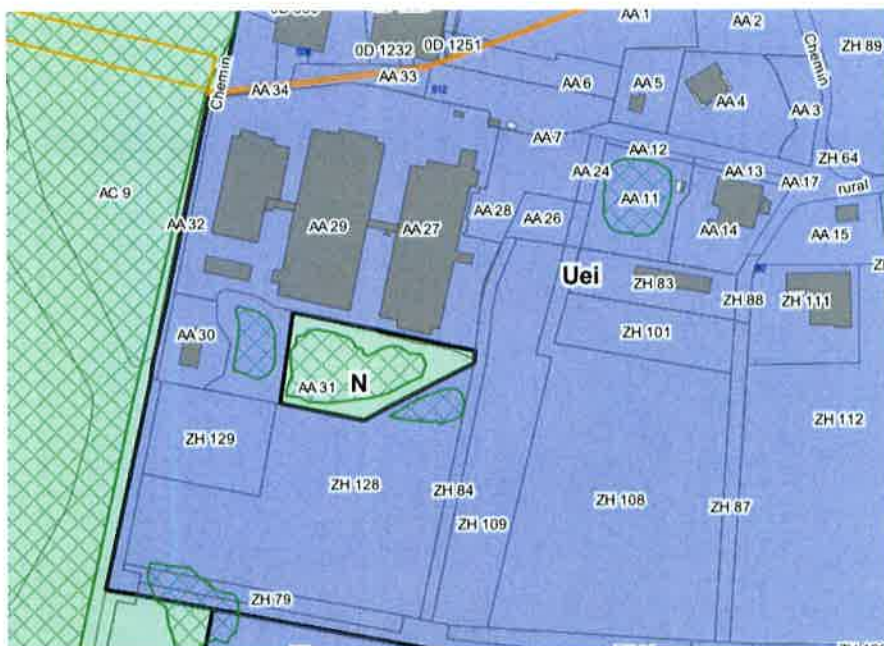 AA 1
AA 2
ZH 89
Chemin
0D 1232
0D 1251
AA 33
AA 34
Chemin
AA 6
AA 5
AA 4
AA 3
AA 7
AA 12
ZH 64
AA 13
AA 17
rural
AA 24
AA 11
AC 9
AA 32
AA 29
AA 27
AA 28
AA 26
AA 14
AA 15
Uei
ZH 83
ZH 88
ZH 111
AA 30
ZH 101
AA 31
N
ZH 129
ZH 128
ZH 84
ZH 109
ZH 108
ZH 87
ZH 112
ZH 79